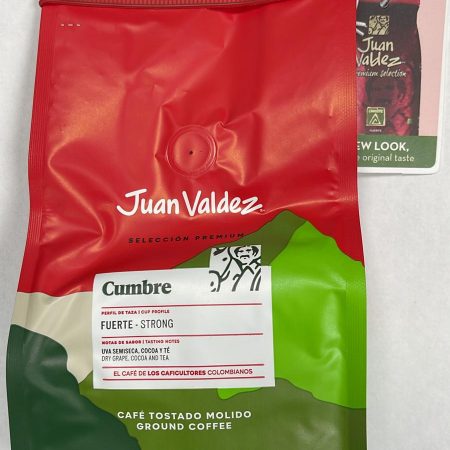 Juan Valdez
SELECCIÓN PREMIUM
Cumbre
PERFIL DE TAZA | CUP PROFILE
FUERTE - STRONG
NOTAS DE SABOR | TASTING NOTES
UVA SEMISECA, COCOA Y TÉ
DRY GRAPE, COCOA AND TEA
EL CAFÉ DE LOS CAFICULTORES COLOMBIANOS
CAFÉ TOSTADO MOLIDO
GROUND COFFEE
Juan
Valdez
premium selection
FUERTE
EW LOOK,
e original taste